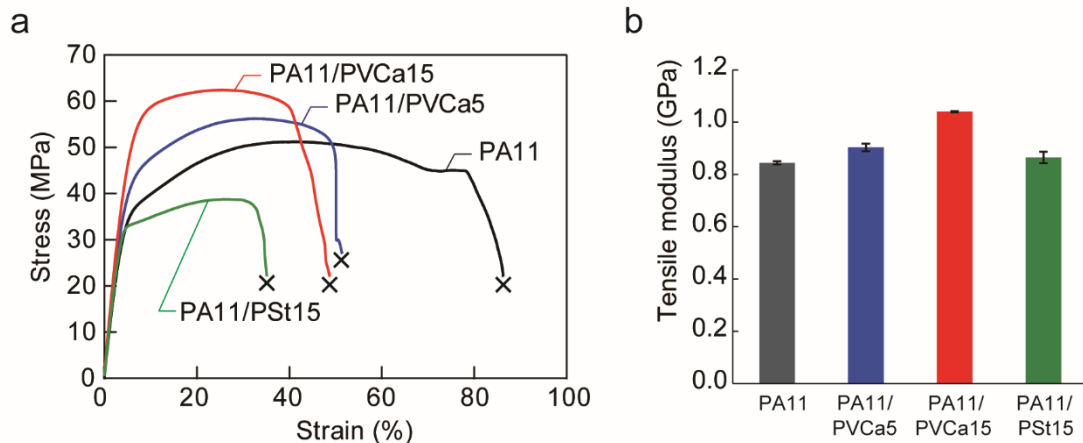 a
70
60
50
40
30
20
10
0
Stress (MPa)
PA11/PVCa15
PA11/PVCa5
PA11
PA11/PSt15
0 20 40 60 80 100
Strain (%)
b
1.2
1.0
0.8
0.6
0.4
0.2
0.0
Tensile modulus (GPa)
PA11 PA11/ PA11/ PA11/
PVCa5 PVCa15 PSt15